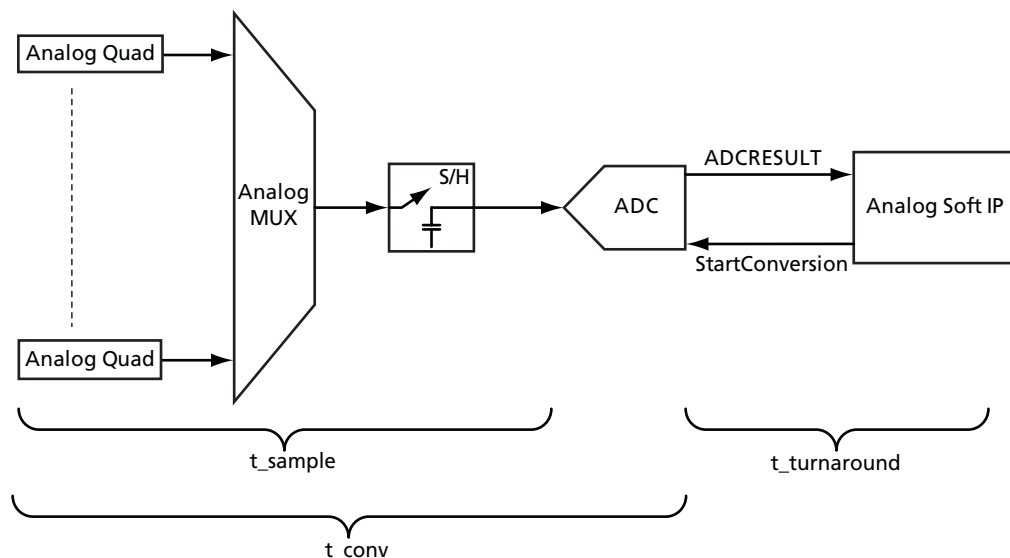 Analog Quad
Analog
MUX
S/H
ADC
ADCRESULT
StartConversion
Analog Soft IP
Analog Quad
t_sample
t_turnaround
t_conv